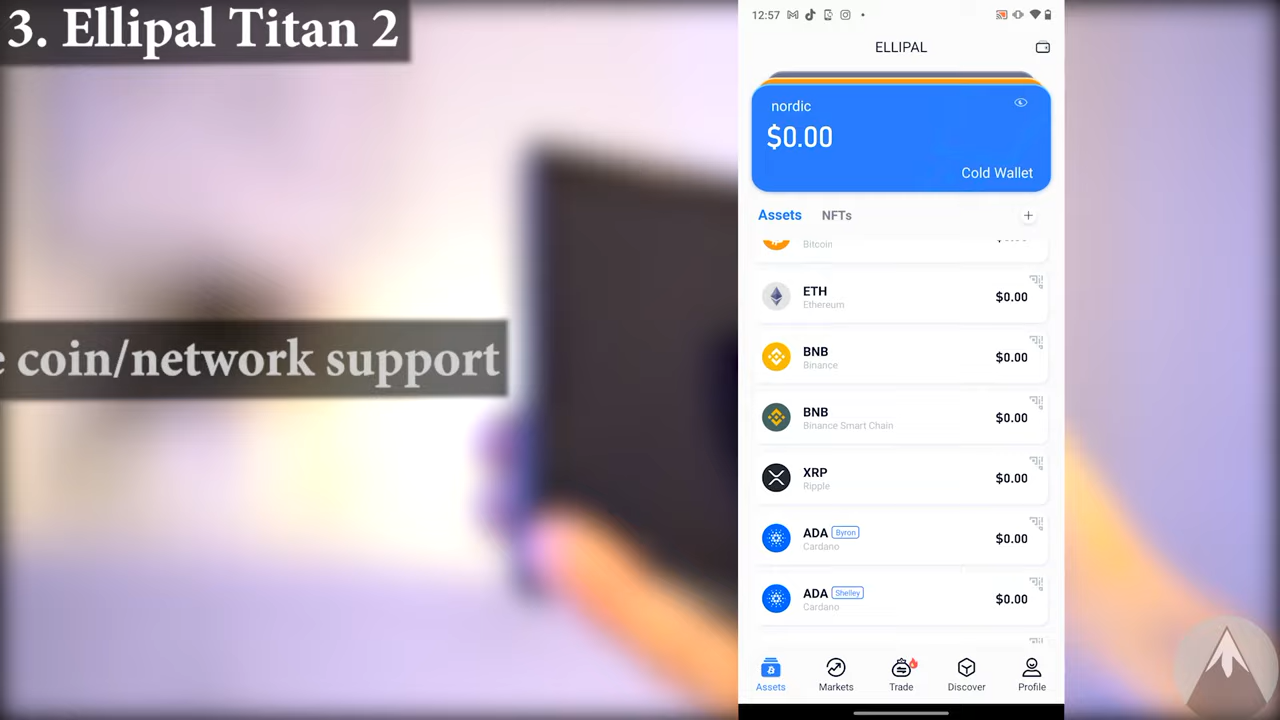 3. Ellipal Titan 2
coin/network support
12:57
ELLIPAL
nordic
$0.00
Cold Wallet
Assets NFTs
Bitcoin
ETH
Ethereum
$0.00
BNB
Binance
$0.00
BNB
Binance Smart Chain
$0.00
XRP
Ripple
$0.00
ADA Byron
Cardano
$0.00
ADA Shelley
Cardano
$0.00
Assets Markets Trade Discover Profile